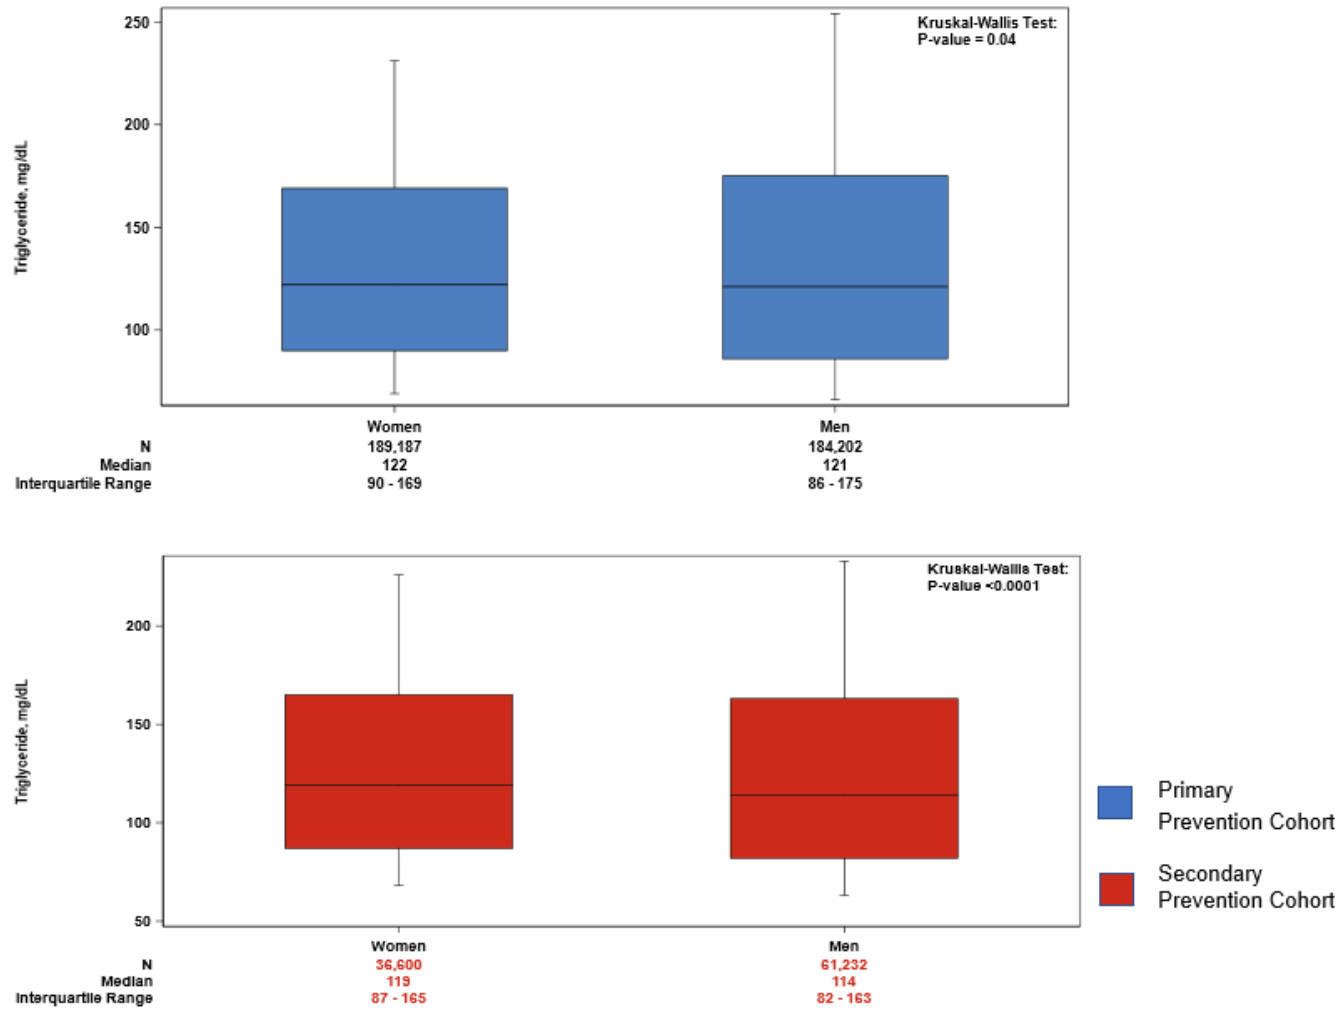 Kruskal-Wallis Test:
P-value = 0.04
Triglyceride, mg/dL
250
200
150
100
Women Men
N 189,187 184,202
Median 122 121
Interquartile Range 90 - 169 86 - 175
Kruskal-Wallis Test:
P-value <0.0001
Triglyceride, mg/dL
200
150
100
50
Women Men
N 36,600 61,232
Median 119 114
Interquartile Range 87 - 165 82 - 163
Primary
Prevention Cohort
Secondary
Prevention Cohort